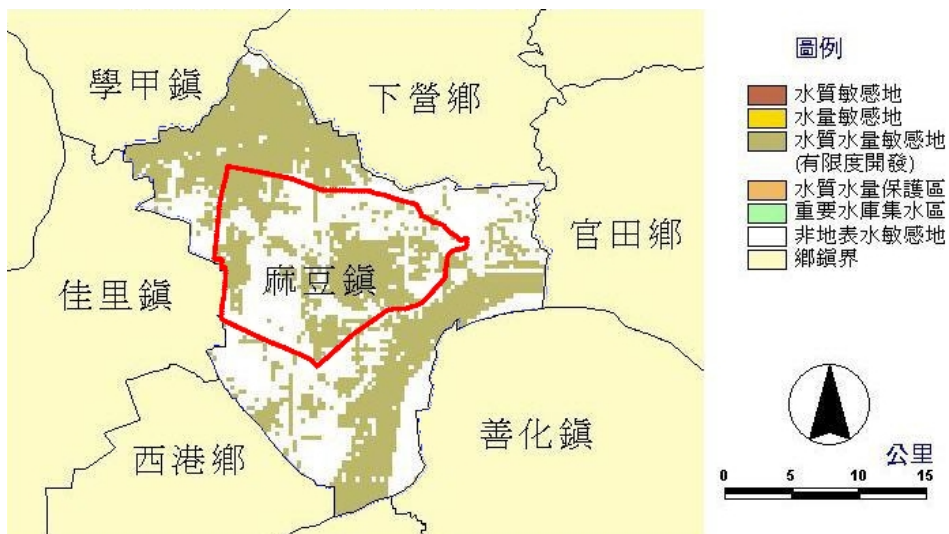 學甲鎮
下營鄉
官田鄉
麻豆鎮
佳里鎮
善化鎮
西港鄉
圖例
水質敏感地
水量敏感地
水質水量敏感地
(有限度開發)
水質水量保護區
重要水庫集水區
非地表水敏感地
鄉鎮界
公里
0 5 10 15